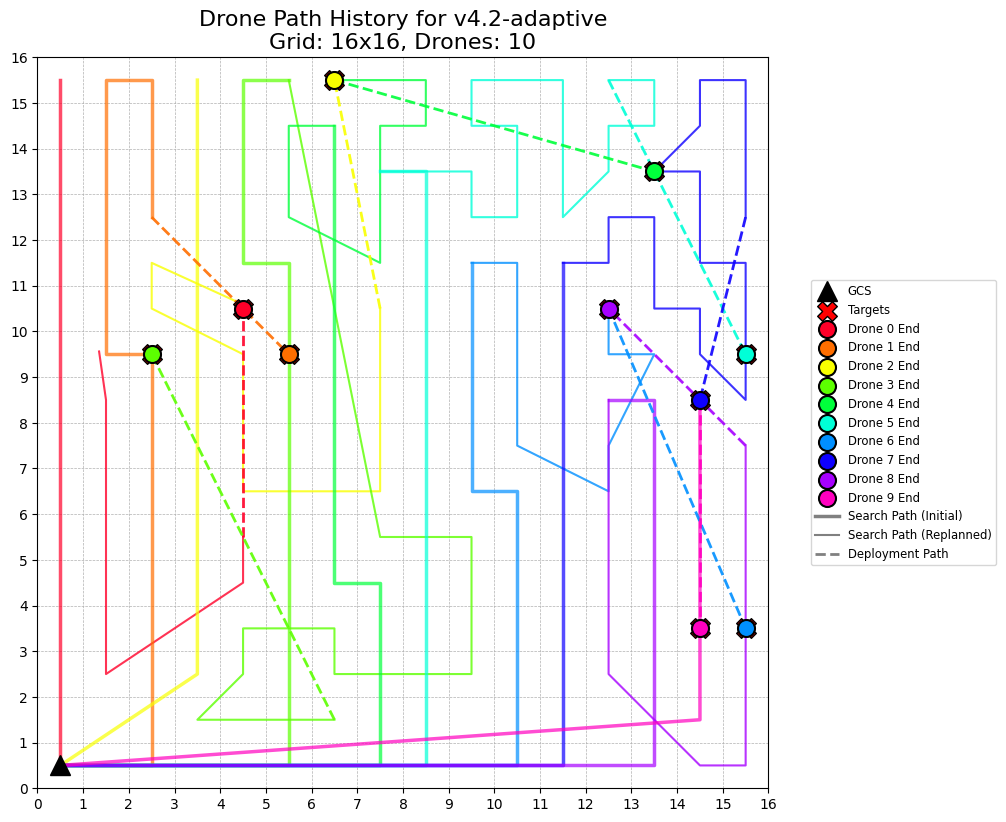 Drone Path History for v4.2-adaptive
Grid: 16x16, Drones: 10
16
15
14
13
12
11
10
9
8
7
6
5
4
3
2
1
0
0 1 2 3 4 5 6 7 8 9 10 11 12 13 14 15 16
GCS
Targets
Drone 0 End
Drone 1 End
Drone 2 End
Drone 3 End
Drone 4 End
Drone 5 End
Drone 6 End
Drone 7 End
Drone 8 End
Drone 9 End
Search Path (Initial)
Search Path (Replanned)
Deployment Path